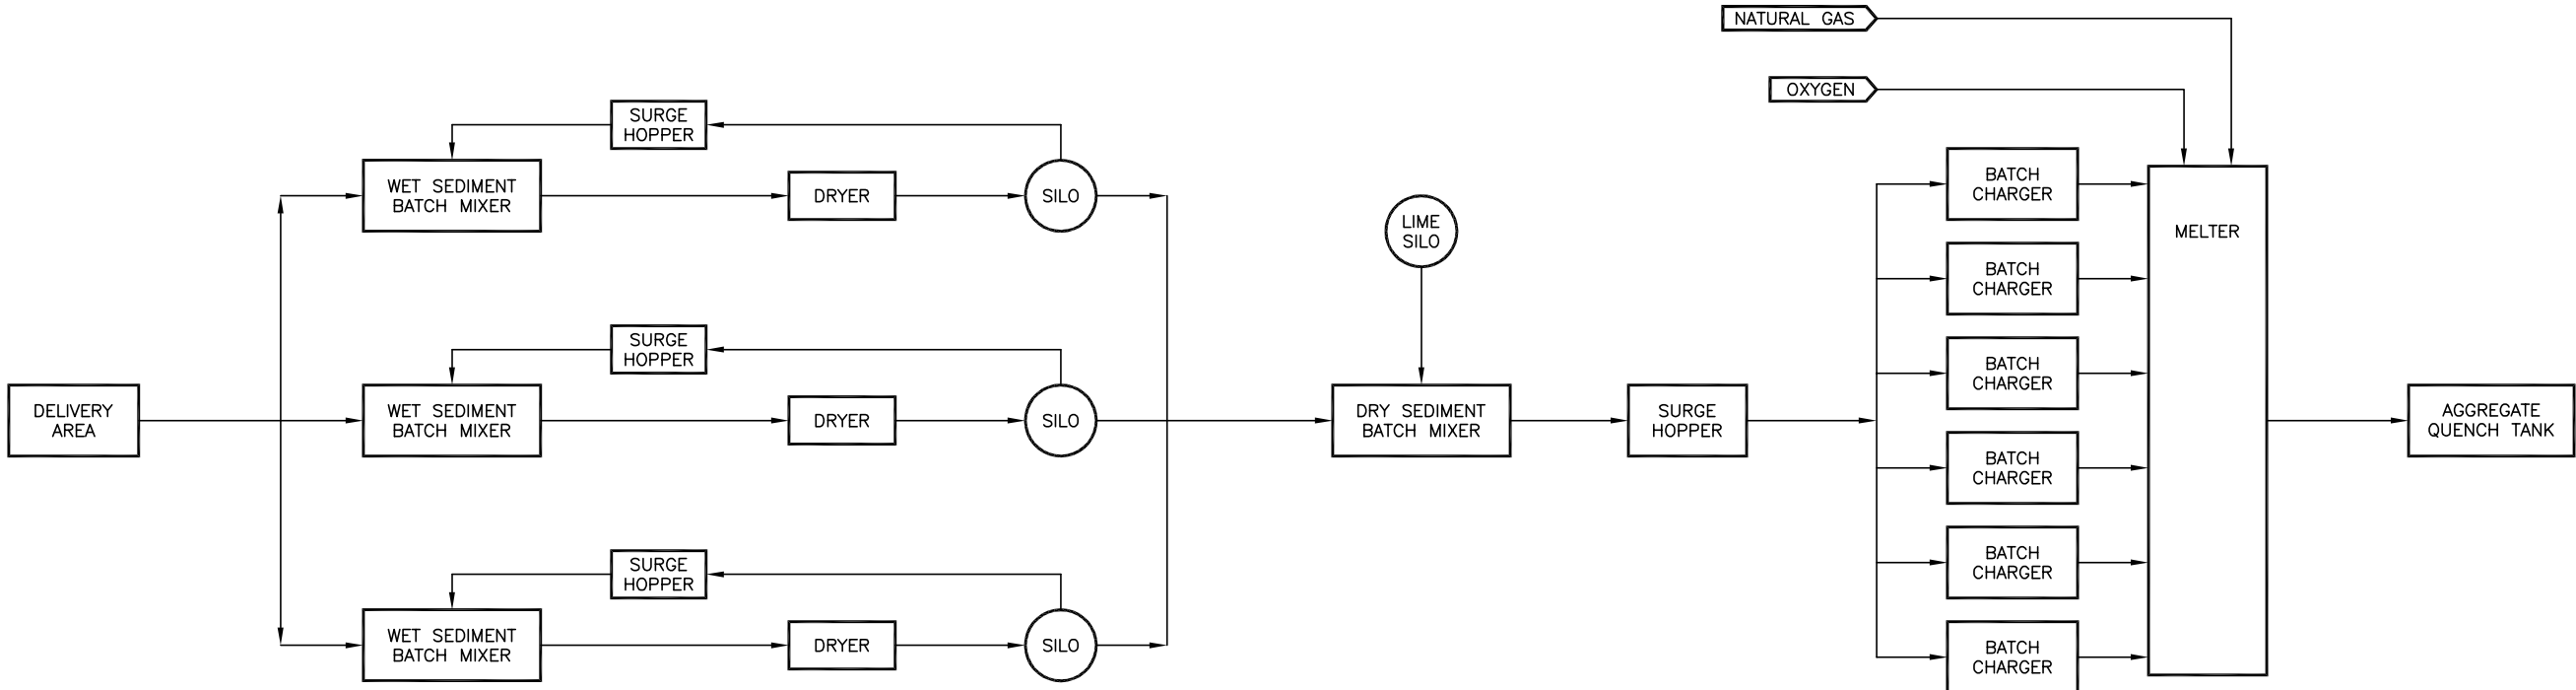 NATURAL GAS
OXYGEN
SURGE
HOPPER
WET SEDIMENT
BATCH MIXER
DRYER
SILO
LIME
SILO
BATCH
CHARGER
MELTER
BATCH
CHARGER
SURGE
HOPPER
BATCH
CHARGER
DELIVERY
AREA
WET SEDIMENT
BATCH MIXER
DRYER
SILO
DRY SEDIMENT
BATCH MIXER
SURGE
HOPPER
AGGREGATE
QUENCH TANK
BATCH
CHARGER
SURGE
HOPPER
BATCH
CHARGER
WET SEDIMENT
BATCH MIXER
DRYER
SILO
BATCH
CHARGER